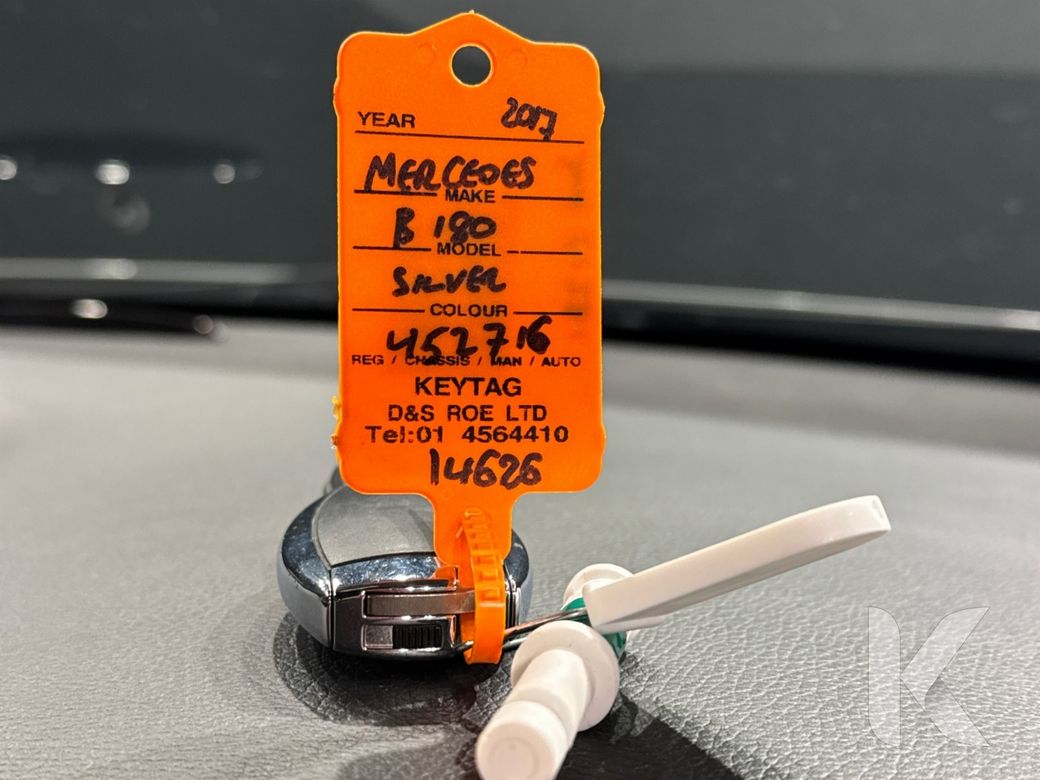 YEAR 2017
MERCEDES
MAKE
B 180
MODEL
SILVER
COLOUR
452716
REG / CHASSIS / MAN / AUTO
KEYTAG
D&S ROE LTD
Tel:01 4564410
14626
K